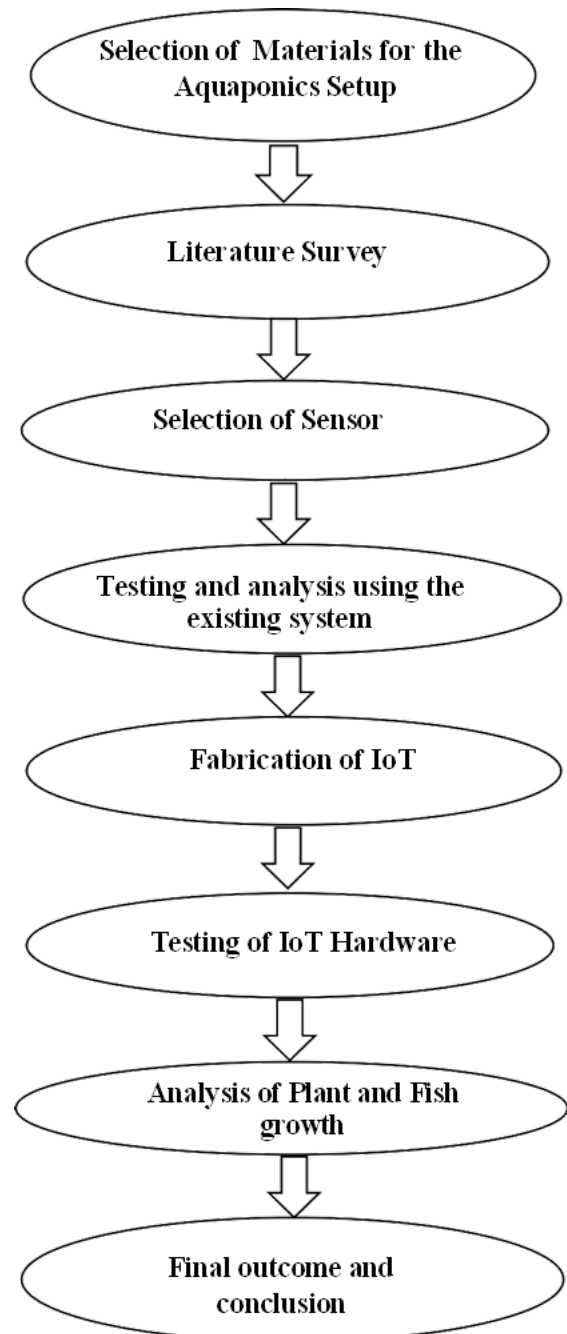 Selection of Materials for the
Aquaponics Setup
Literature Survey
Selection of Sensor
Testing and analysis using the
existing system
Fabrication of IoT
Testing of IoT Hardware
Analysis of Plant and Fish
growth
Final outcome and
conclusion